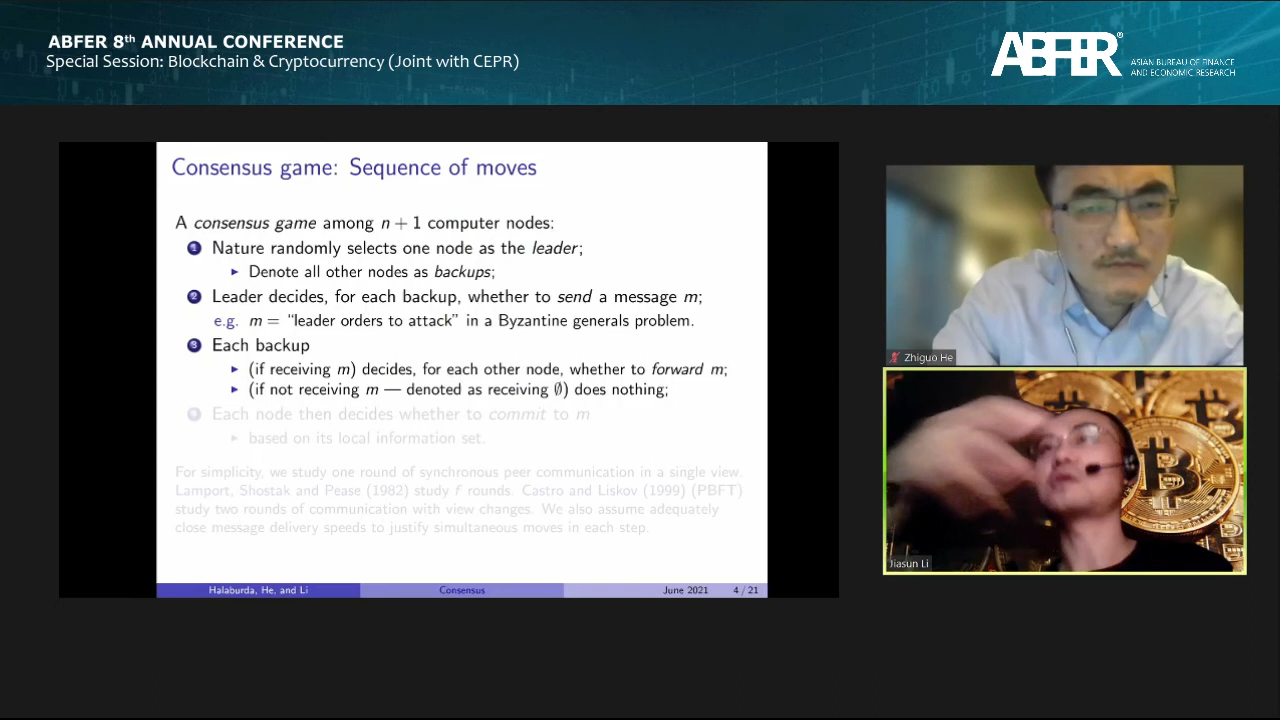 ABFER 8th ANNUAL CONFERENCE
Special Session: Blockchain & Cryptocurrency (Joint with CEPR)
ABFER®
ASIAN BUREAU OF FINANCE
AND ECONOMIC RESEARCH
Consensus game: Sequence of moves
A consensus game among n + 1 computer nodes:
1 Nature randomly selects one node as the leader;
▸ Denote all other nodes as backups;
2 Leader decides, for each backup, whether to send a message m;
e.g. m = “leader orders to attack” in a Byzantine generals problem.
3 Each backup
▸ (if receiving m) decides, for each other node, whether to forward m;
▸ (if not receiving m — denoted as receiving ∅) does nothing;
4 Each node then decides whether to commit to m
▸ based on its local information set.
For simplicity, we study one round of synchronous peer communication in a single view.
Lamport, Shostak and Pease (1982) study f rounds. Castro and Liskov (1999) (PBFT)
study two rounds of communication with view changes. We also assume adequately
close message delivery speeds to justify simultaneous moves in each step.
Halaburda, He, and Li
Consensus
June 2021
4 / 21
Zhiguo He
Jiasun Li